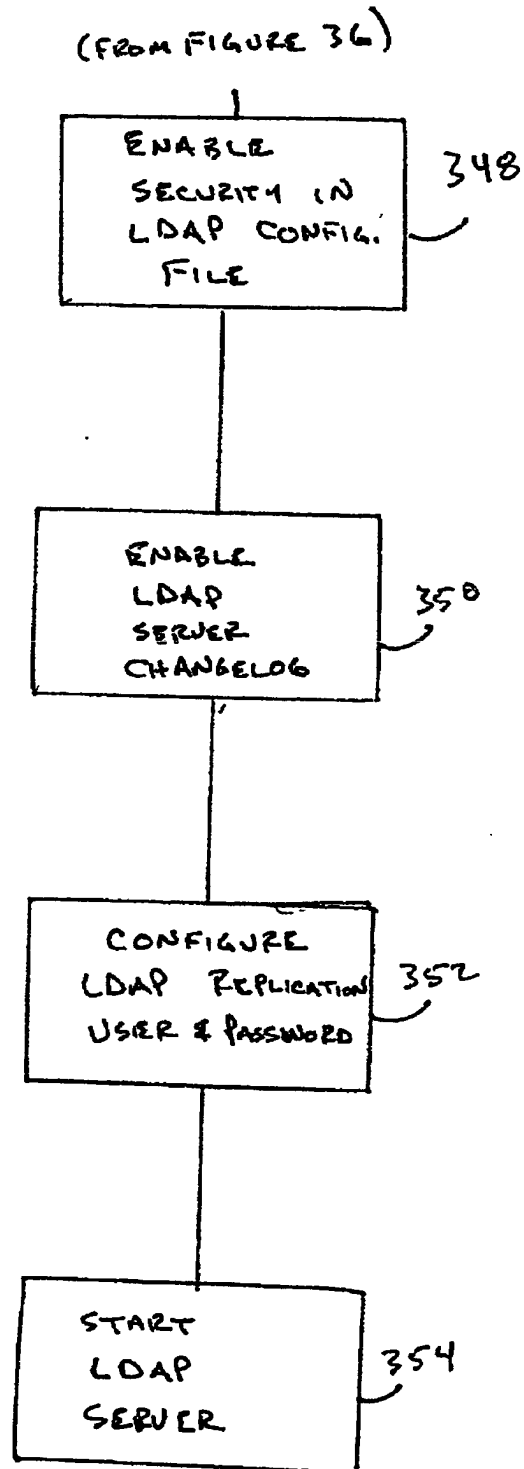 (FROM FIGURE 36)
ENABLE
SECURITY IN
LDAP CONFIG.
FILE
348
ENABLE
LDAP
SERVER
CHANGELOG
350
CONFIGURE
LDAP REPLICATION
USER & PASSWORD
352
START
LDAP
SERVER
354